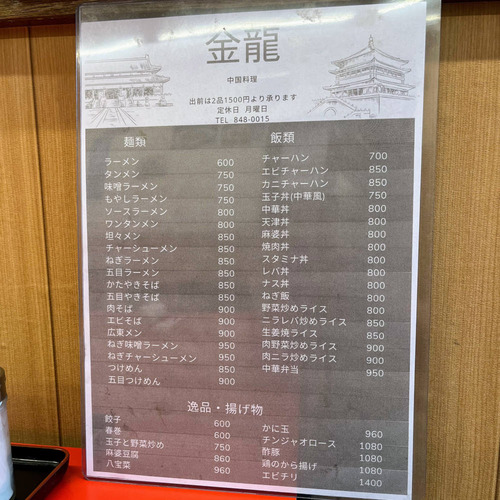 金龍
中国料理
出前は2品1500円より承ります
定休日 月曜日
TEL 848-0015
麺類
ラーメン 600
タンメン 750
味噌ラーメン 750
もやしラーメン 750
ソースラーメン 800
ワンタンメン 800
坦々メン 850
チャーシューメン 850
ねぎラーメン 850
五目ラーメン 850
かたやきそば 850
五目やきそば 850
肉そば 900
エビそば 900
広東メン 900
ねぎ味噌ラーメン 950
ねぎチャーシューメン 950
つけめん 850
五目つけめん 900
飯類
チャーハン 700
エビチャーハン 850
カニチャーハン 850
玉子丼(中華風) 750
中華丼 800
天津丼 800
麻婆丼 800
焼肉丼 800
スタミナ丼 800
レバ丼 800
ナス丼 800
ねぎ飯 800
野菜炒めライス 800
ニラレバ炒めライス 850
生姜焼ライス 850
肉野菜炒めライス 900
肉ニラ炒めライス 900
中華弁当 950
逸品・揚げ物
餃子 600
春巻 600
玉子と野菜炒め 750
麻婆豆腐 860
八宝菜 960
かに玉 960
チンジャオロース 1080
酢豚 1080
鶏のから揚げ 1080
エビチリ 1400